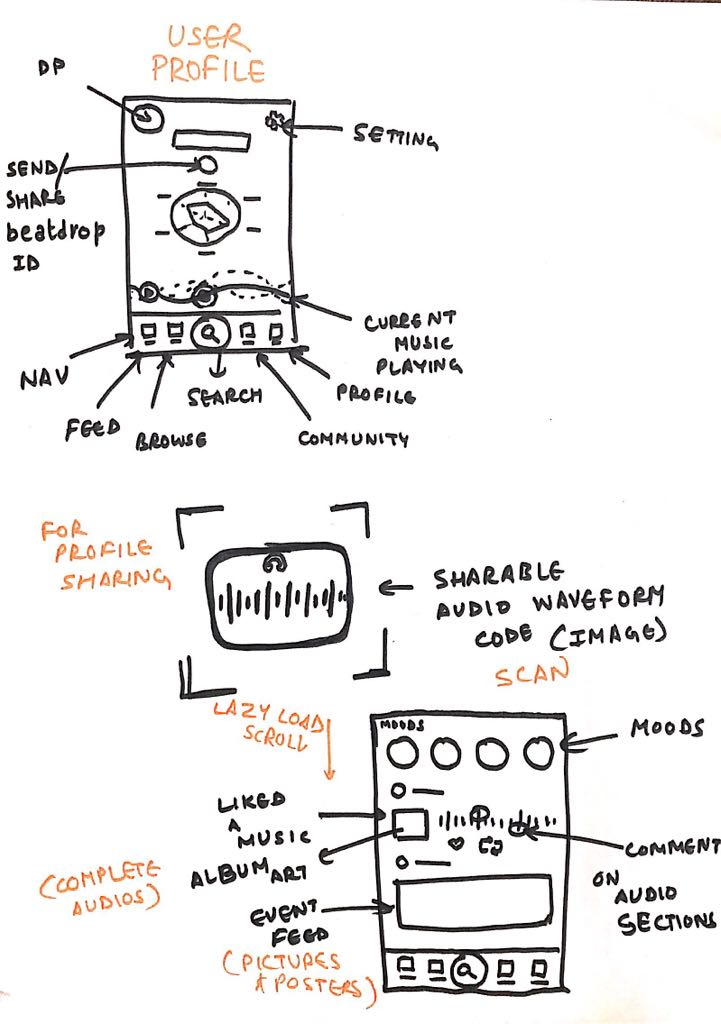 USER
PROFILE
DP
SETTING
SEND/
SHARE
beatdrop
ID
CURRENT
MUSIC
PLAYING
NAV
SEARCH
PROFILE
FEED
BROWSE
COMMUNITY
FOR
PROFILE
SHARING
SHARABLE
AUDIO WAVEFORM
CODE (IMAGE)
SCAN
LAZY LOAD
SCROLL
MOODS
MOODS
LIKED
A
MUSIC
ALBUM ART
COMMENT
ON
AUDIO
SECTIONS
(COMPLETE
AUDIOS)
EVENT
FEED
(PICTURES
& POSTERS)